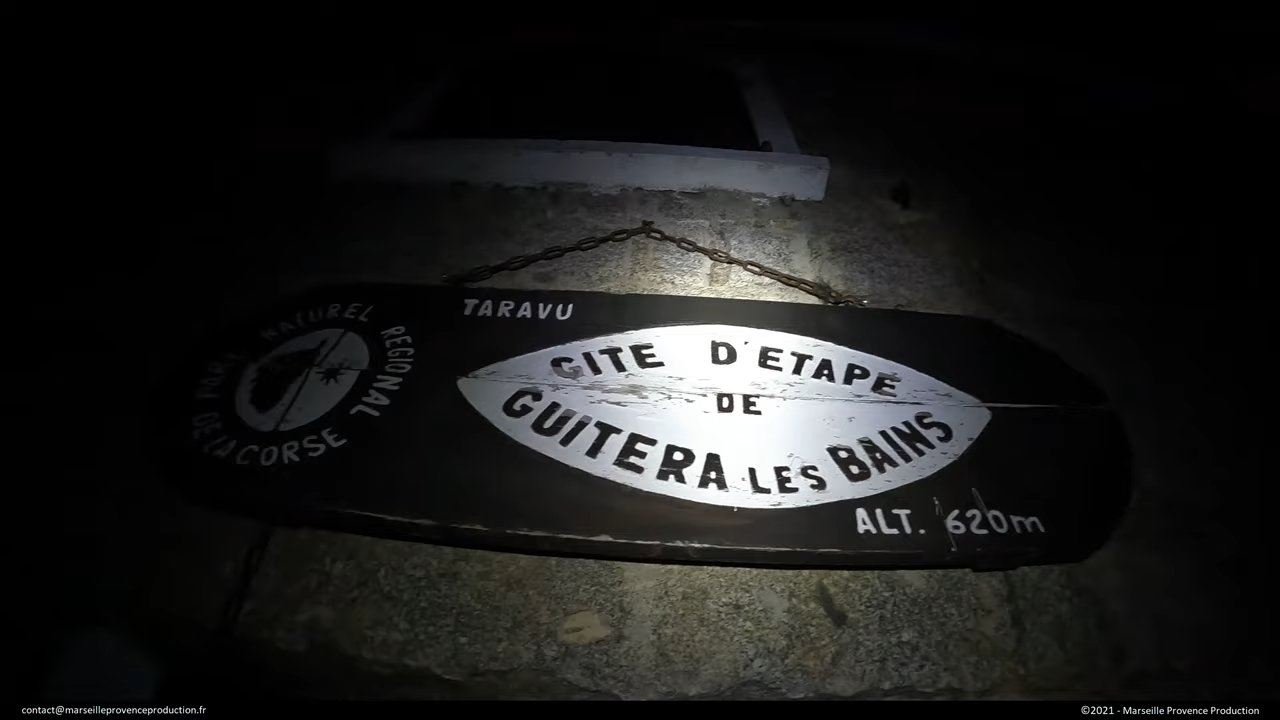 TARAVU
PARC NATUREL REGIONAL
DE LA CORSE
GITE D'ETAPE
DE
GUITERA LES BAINS
ALT. 620m
contact@marseilleprovenceproduction.fr
©2021 - Marseille Provence Production